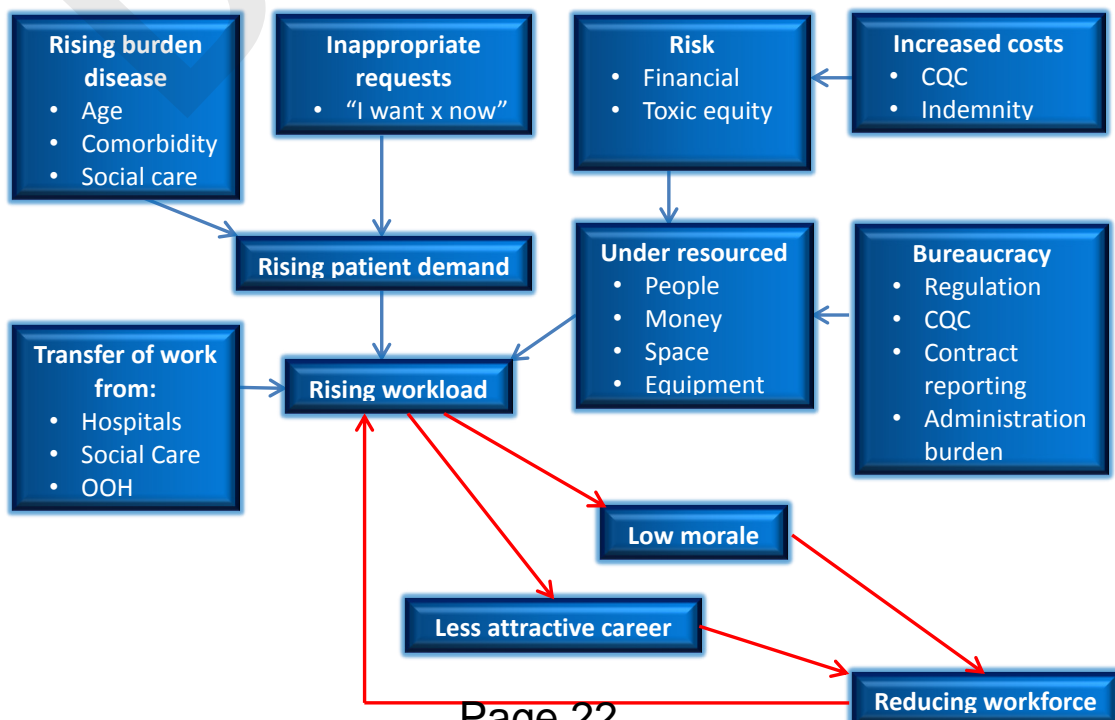 Rising burden
disease
• Age
• Comorbidity
• Social care
Inappropriate
requests
• “I want x now”
Risk
• Financial
• Toxic equity
Increased costs
• CQC
• Indemnity
Rising patient demand
Under resourced
• People
• Money
• Space
• Equipment
Bureaucracy
• Regulation
• CQC
• Contract
reporting
• Administration
burden
Transfer of work
from:
• Hospitals
• Social Care
• OOH
Rising workload
Low morale
Less attractive career
Reducing workforce
Page 22